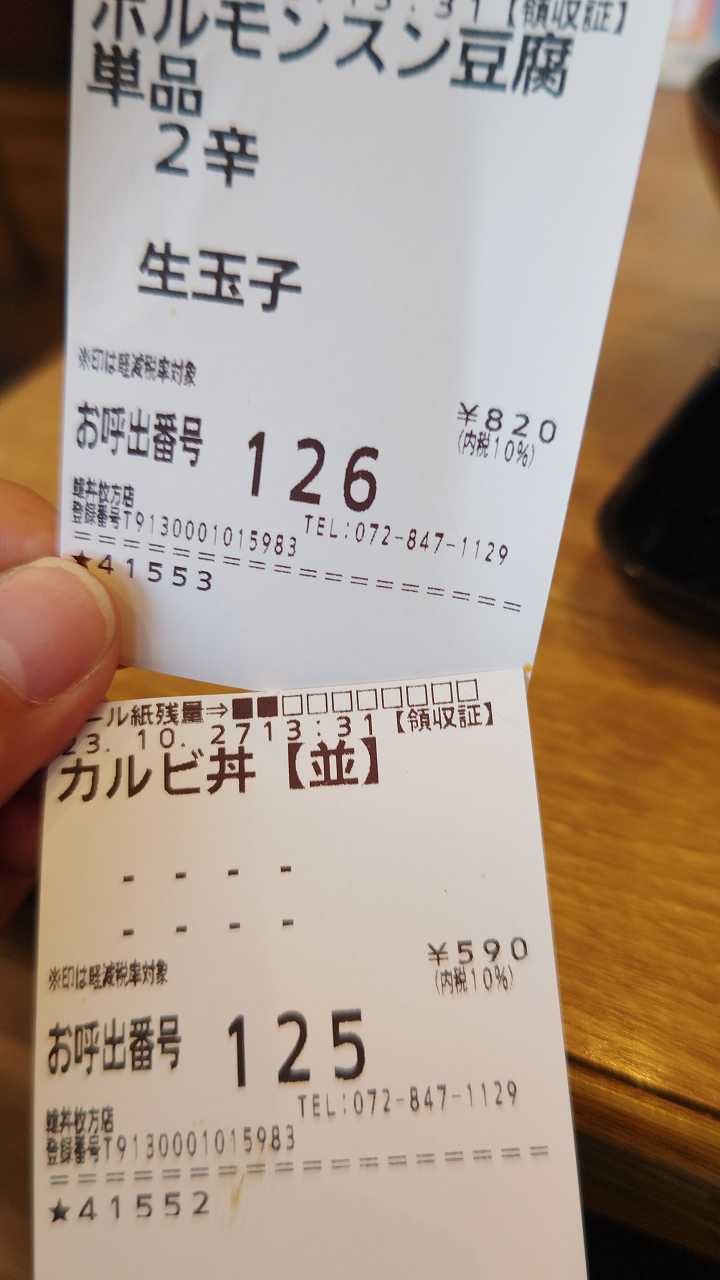 13:31【領収証】
ホルモンスン豆腐
単品
2辛
生玉子
※印は軽減税率対象
¥820
(内税10%)
お呼出番号 126
韓丼枚方店
TEL:072-847-1129
登録番号T9130001015983
====================
★41553
ール紙残量⇒■■□□□□□□□□
23.10.2713:31【領収証】
カルビ丼【並】
- - - -
- - - -
※印は軽減税率対象
¥590
(内税10%)
お呼出番号 125
TEL:072-847-1129
韓丼枚方店
登録番号T9130001015983
====================
★41552